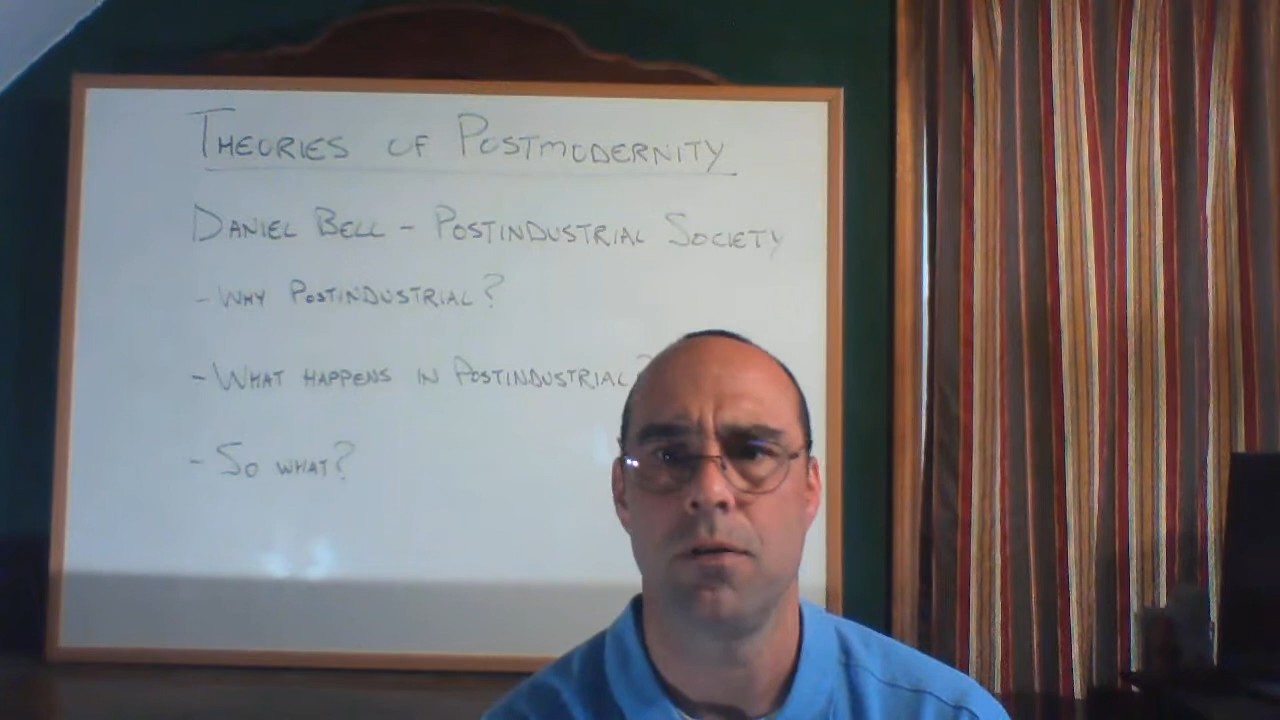 THEORIES OF POSTMODERNITY
DANIEL BELL - POSTINDUSTRIAL SOCIETY
- WHY POSTINDUSTRIAL?
- WHAT HAPPENS IN POSTINDUSTRIAL?
- SO WHAT?